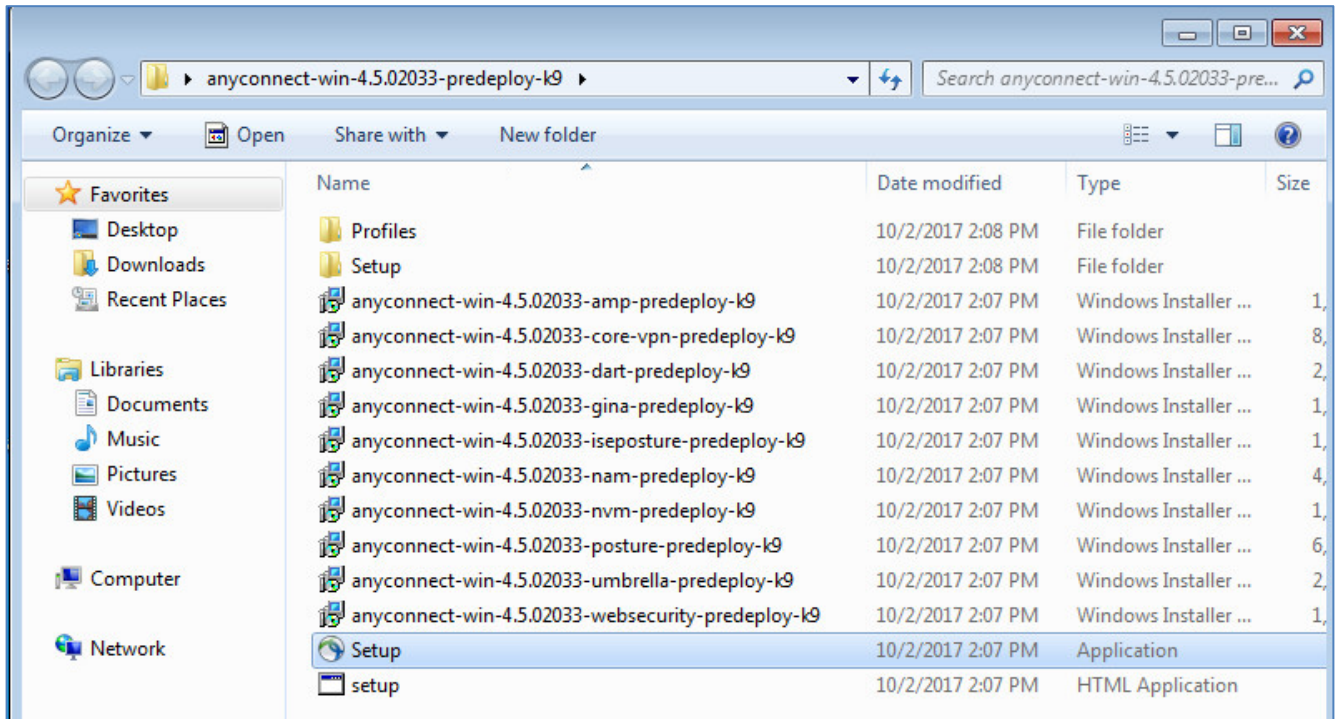 anyconnect-win-4.5.02033-predeploy-k9
Search anyconnect-win-4.5.02033-pre...
Organize Open Share with New folder
Favorites
Desktop
Downloads
Recent Places
Libraries
Documents
Music
Pictures
Videos
Computer
Network
Name Date modified Type Size
Profiles 10/2/2017 2:08 PM File folder
Setup 10/2/2017 2:08 PM File folder
anyconnect-win-4.5.02033-amp-predeploy-k9 10/2/2017 2:07 PM Windows Installer ... 1,
anyconnect-win-4.5.02033-core-vpn-predeploy-k9 10/2/2017 2:07 PM Windows Installer ... 8,
anyconnect-win-4.5.02033-dart-predeploy-k9 10/2/2017 2:07 PM Windows Installer ... 2,
anyconnect-win-4.5.02033-gina-predeploy-k9 10/2/2017 2:07 PM Windows Installer ... 1,
anyconnect-win-4.5.02033-iseposture-predeploy-k9 10/2/2017 2:07 PM Windows Installer ... 1,
anyconnect-win-4.5.02033-nam-predeploy-k9 10/2/2017 2:07 PM Windows Installer ... 4,
anyconnect-win-4.5.02033-nvm-predeploy-k9 10/2/2017 2:07 PM Windows Installer ... 1,
anyconnect-win-4.5.02033-posture-predeploy-k9 10/2/2017 2:07 PM Windows Installer ... 6,
anyconnect-win-4.5.02033-umbrella-predeploy-k9 10/2/2017 2:07 PM Windows Installer ... 2,
anyconnect-win-4.5.02033-websecurity-predeploy-k9 10/2/2017 2:07 PM Windows Installer ... 1,
Setup 10/2/2017 2:07 PM Application
setup 10/2/2017 2:07 PM HTML Application